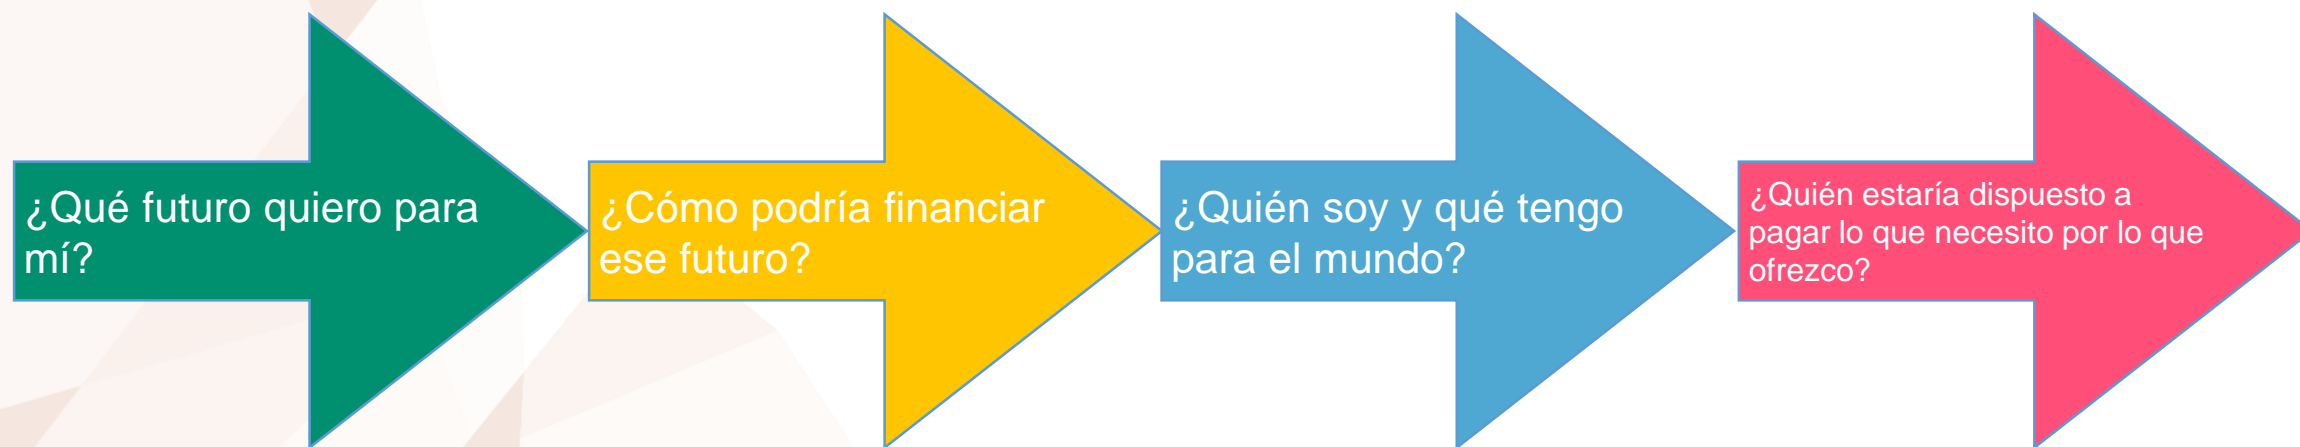 ¿Qué futuro quiero para
mí?
¿Cómo podría financiar
ese futuro?
¿Quién soy y qué tengo
para el mundo?
¿Quién estaría dispuesto a
pagar lo que necesito por lo que
ofrezco?